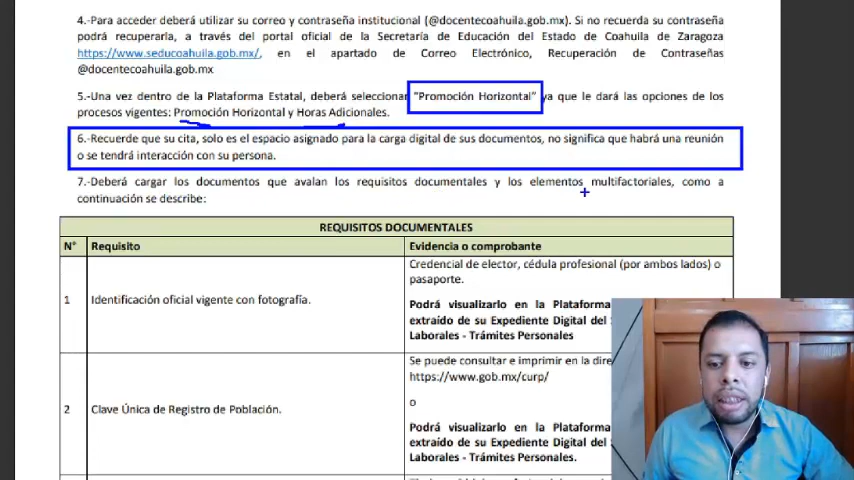 4.-Para acceder deberá utilizar su correo y contraseña institucional (@docentecoahuila.gob.mx). Si no recuerda su contraseña
podrá recuperarla, a través del portal oficial de la Secretaría de Educación del Estado de Coahuila de Zaragoza
https://www.seducoahuila.gob.mx/, en el apartado de Correo Electrónico, Recuperación de Contraseñas
@docentecoahuila.gob.mx
5.-Una vez dentro de la Plataforma Estatal, deberá seleccionar "Promoción Horizontal" ya que le dará las opciones de los
procesos vigentes: Promoción Horizontal y Horas Adicionales.
6.-Recuerde que su cita, solo es el espacio asignado para la carga digital de sus documentos, no significa que habrá una reunión
o se tendrá interacción con su persona.
7.-Deberá cargar los documentos que avalan los requisitos documentales y los elementos multifactoriales, como a
continuación se describe:
REQUISITOS DOCUMENTALES
N° Requisito Evidencia o comprobante
1 Identificación oficial vigente con fotografía.
Credencial de elector, cédula profesional (por ambos lados) o
pasaporte.
Podrá visualizarlo en la Plataforma
extraído de su Expediente Digital del
Laborales - Trámites Personales
2 Clave Única de Registro de Población.
Se puede consultar e imprimir en la
https://www.gob.mx/curp/
o
Podrá visualizarlo en la Plataforma
extraído de su Expediente Digital del
Laborales - Trámites Personales.